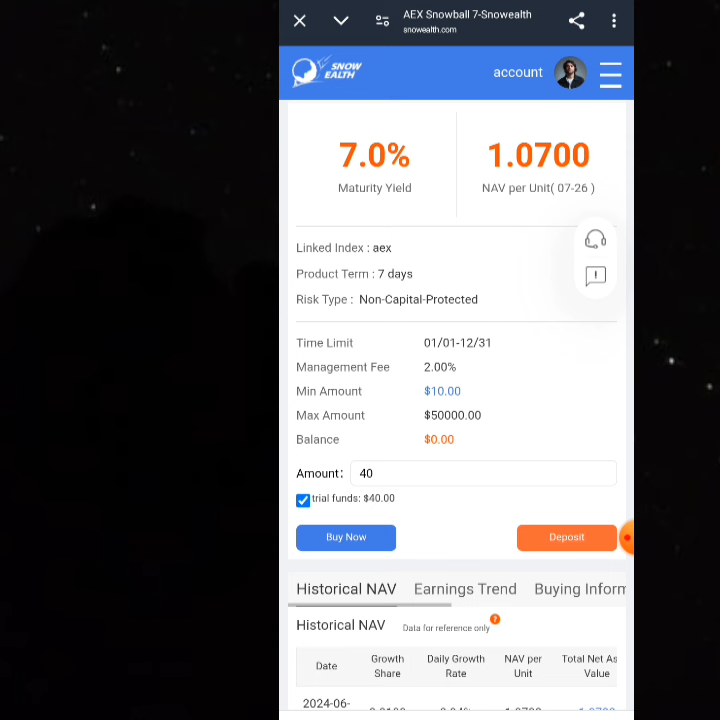 AEX Snowball 7-Snowealth
snowealth.com
SNOW
EALTH
account
7.0%
Maturity Yield
1.0700
NAV per Unit( 07-26 )
Linked Index : aex
Product Term : 7 days
Risk Type : Non-Capital-Protected
Time Limit 01/01-12/31
Management Fee 2.00%
Min Amount $10.00
Max Amount $50000.00
Balance $0.00
Amount: 40
trial funds: $40.00
Buy Now Deposit
Historical NAV Earnings Trend Buying Inform
Historical NAV Data for reference only ?
Date Growth Share Daily Growth Rate NAV per Unit Total Net As Value
2024-06-